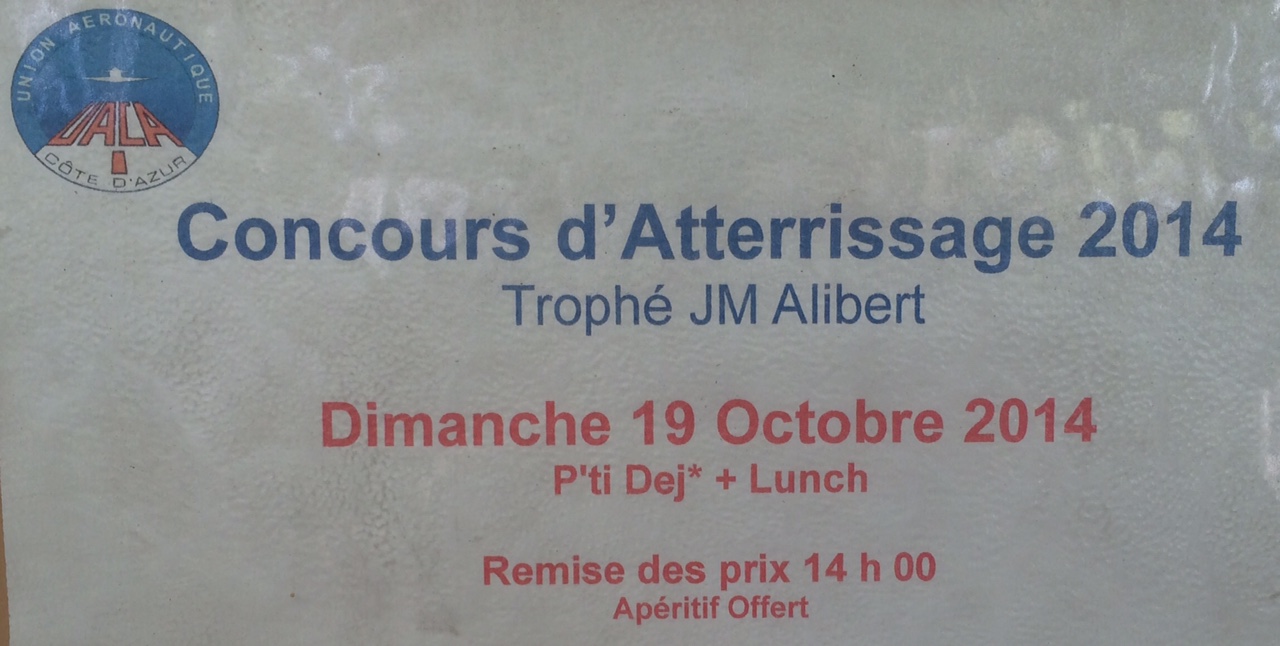 UNION AERONAUTIQUE
UACA
CÔTE D'AZUR
Concours d’Atterrissage 2014
Trophé JM Alibert
Dimanche 19 Octobre 2014
P'ti Dej* + Lunch
Remise des prix 14 h 00
Apéritif Offert